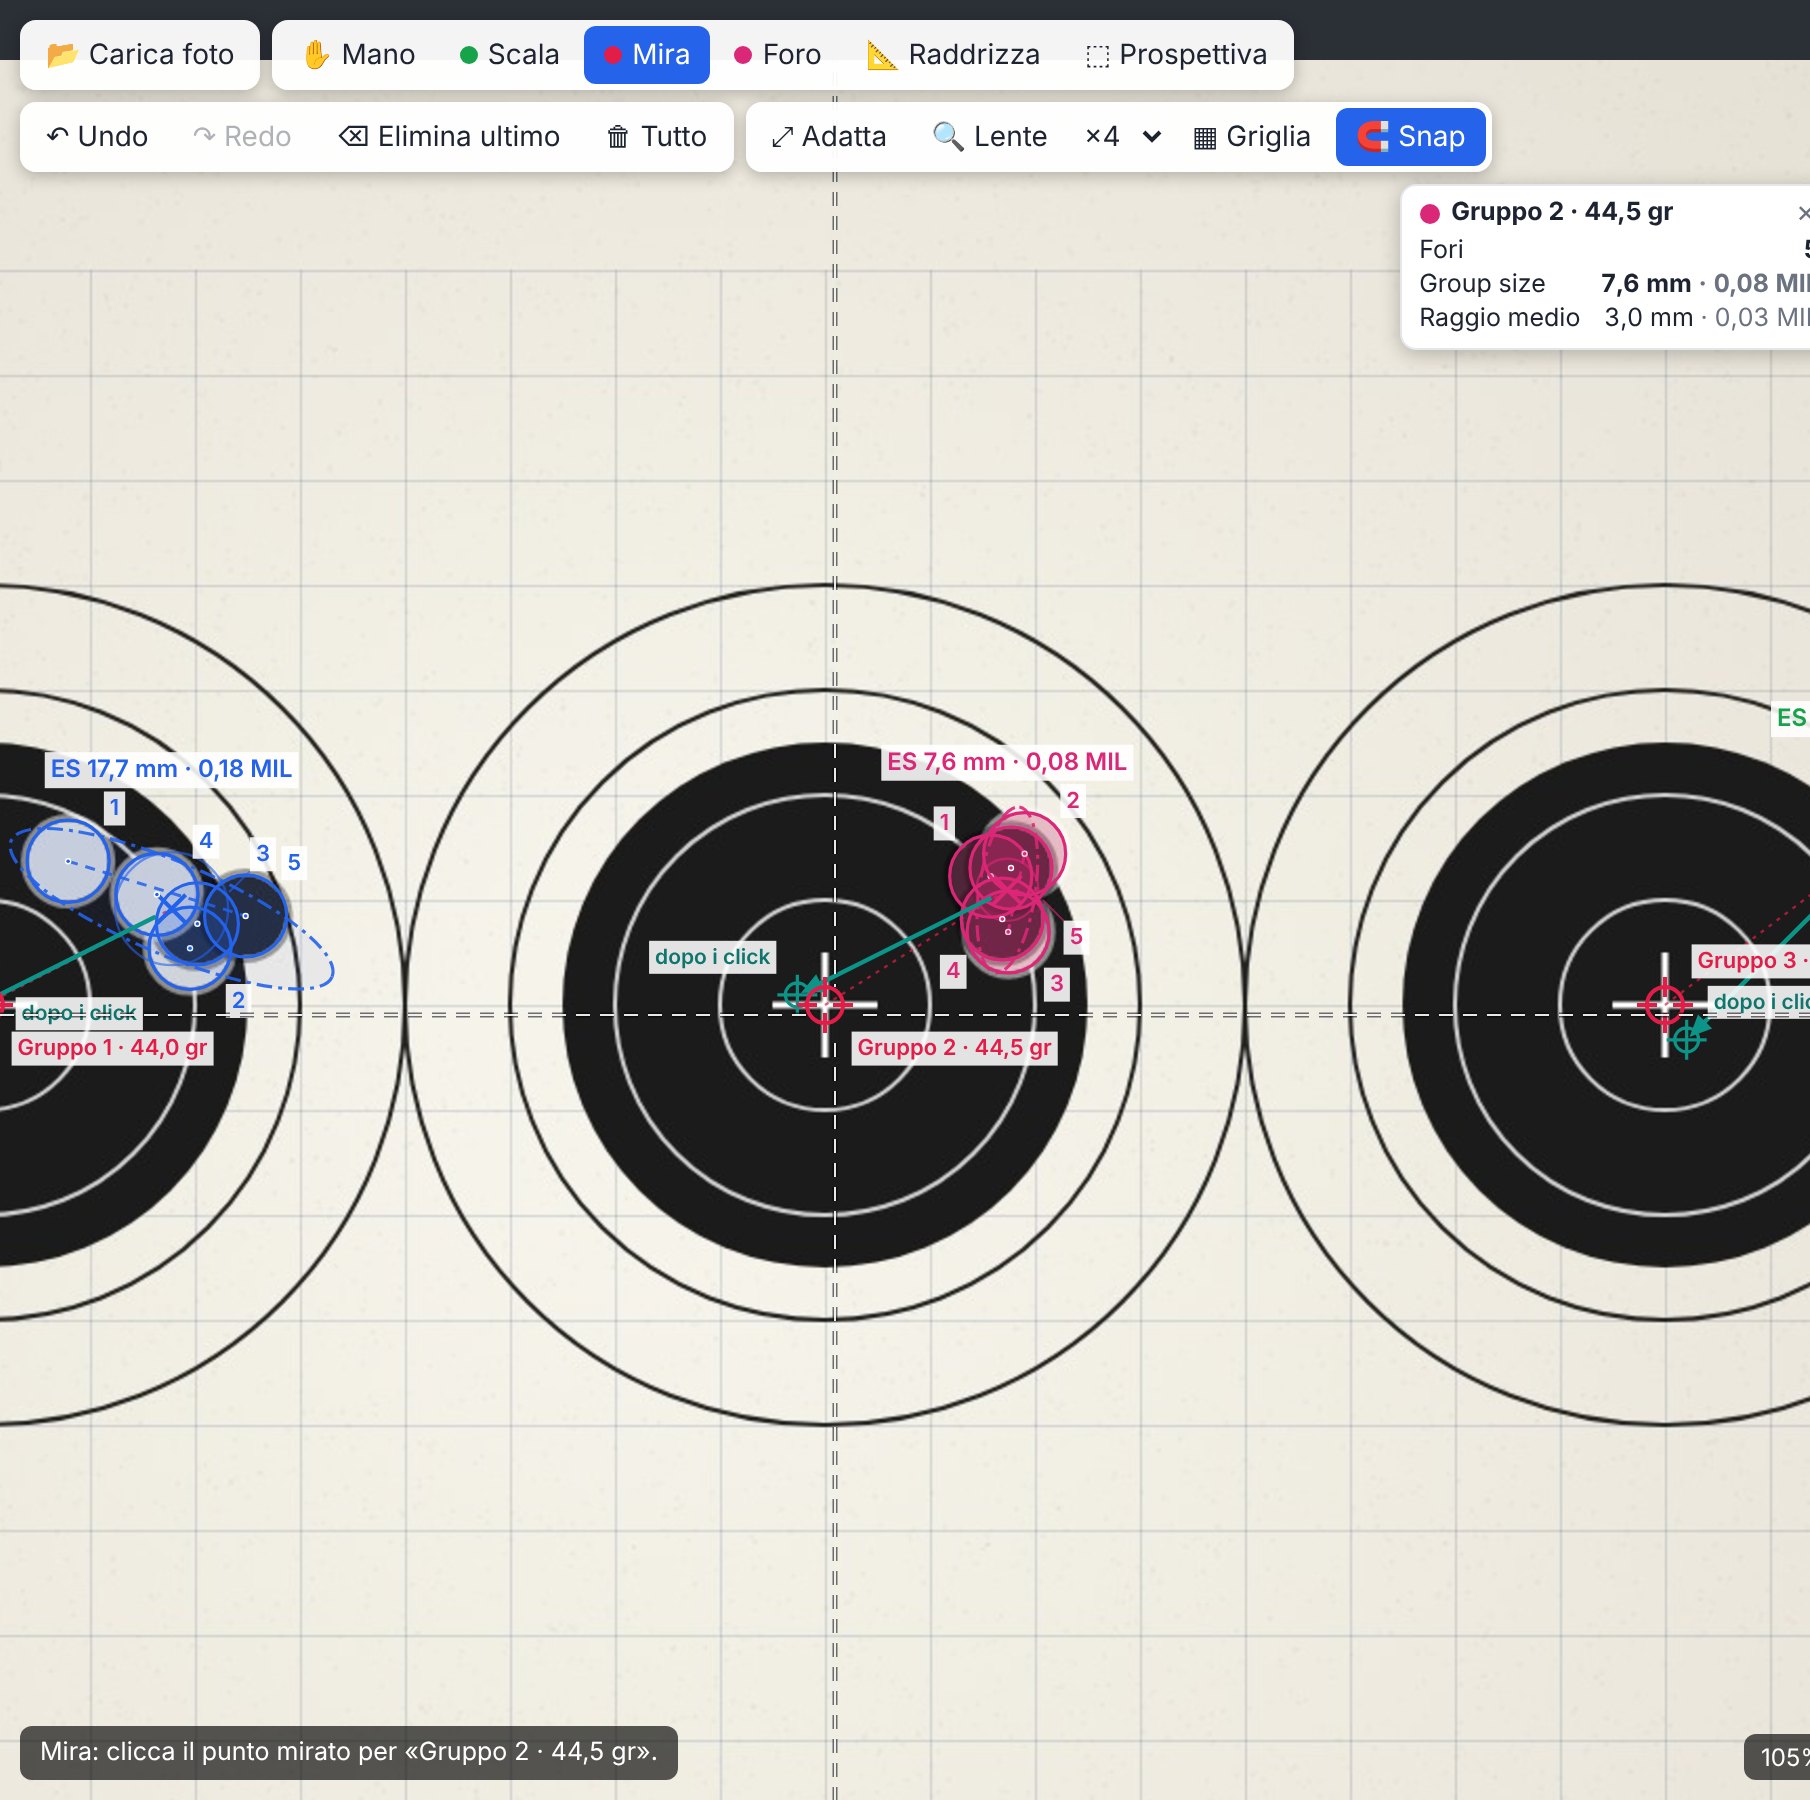 📂 Carica foto
✋ Mano
Scala
Mira
Foro
📐 Raddrizza
⬚ Prospettiva
↶ Undo
↷ Redo
⌫ Elimina ultimo
🗑 Tutto
⤢ Adatta
🔍 Lente
×4
▦ Griglia
🧲 Snap
Gruppo 2 · 44,5 gr ×
Fori
Group size 7,6 mm · 0,08
Raggio medio 3,0 mm · 0,03
ES
ES 17,7 mm · 0,18 MIL
ES 7,6 mm · 0,08 MIL
1
4
3
5
2
1
2
5
4
3
dopo i click
dopo i click
Gruppo 1 · 44,0 gr
Gruppo 2 · 44,5 gr
Gruppo 3 ·
dopo i
Mira: clicca il punto mirato per «Gruppo 2 · 44,5 gr».
105%